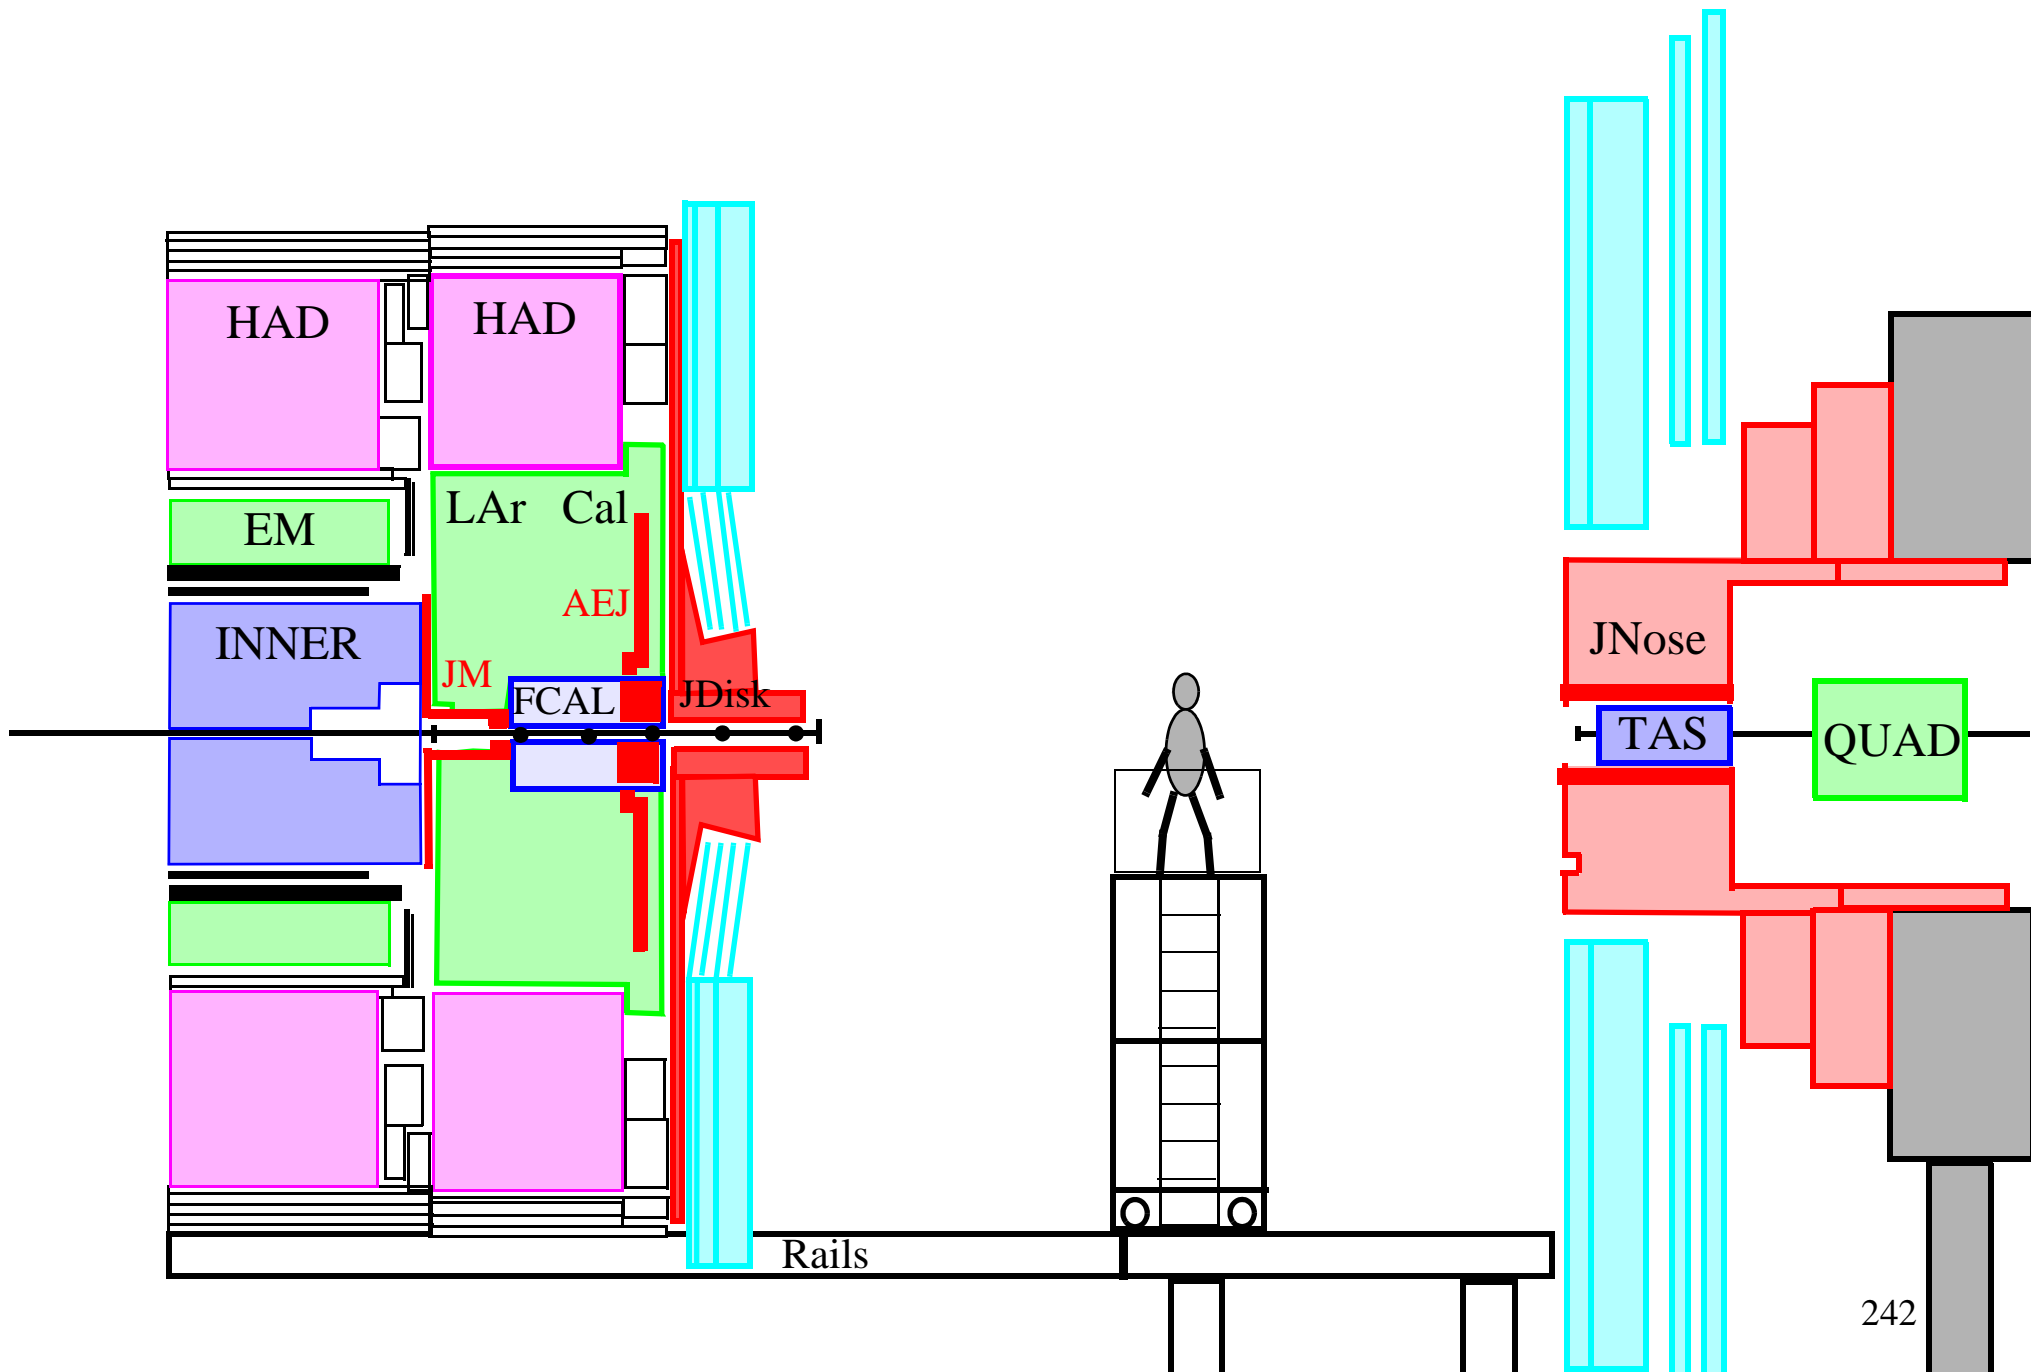 HAD HAD
LAr Cal
EM
AEJ
INNER
JM
FCAL
JDisk
JNose
TAS
QUAD
Rails
242